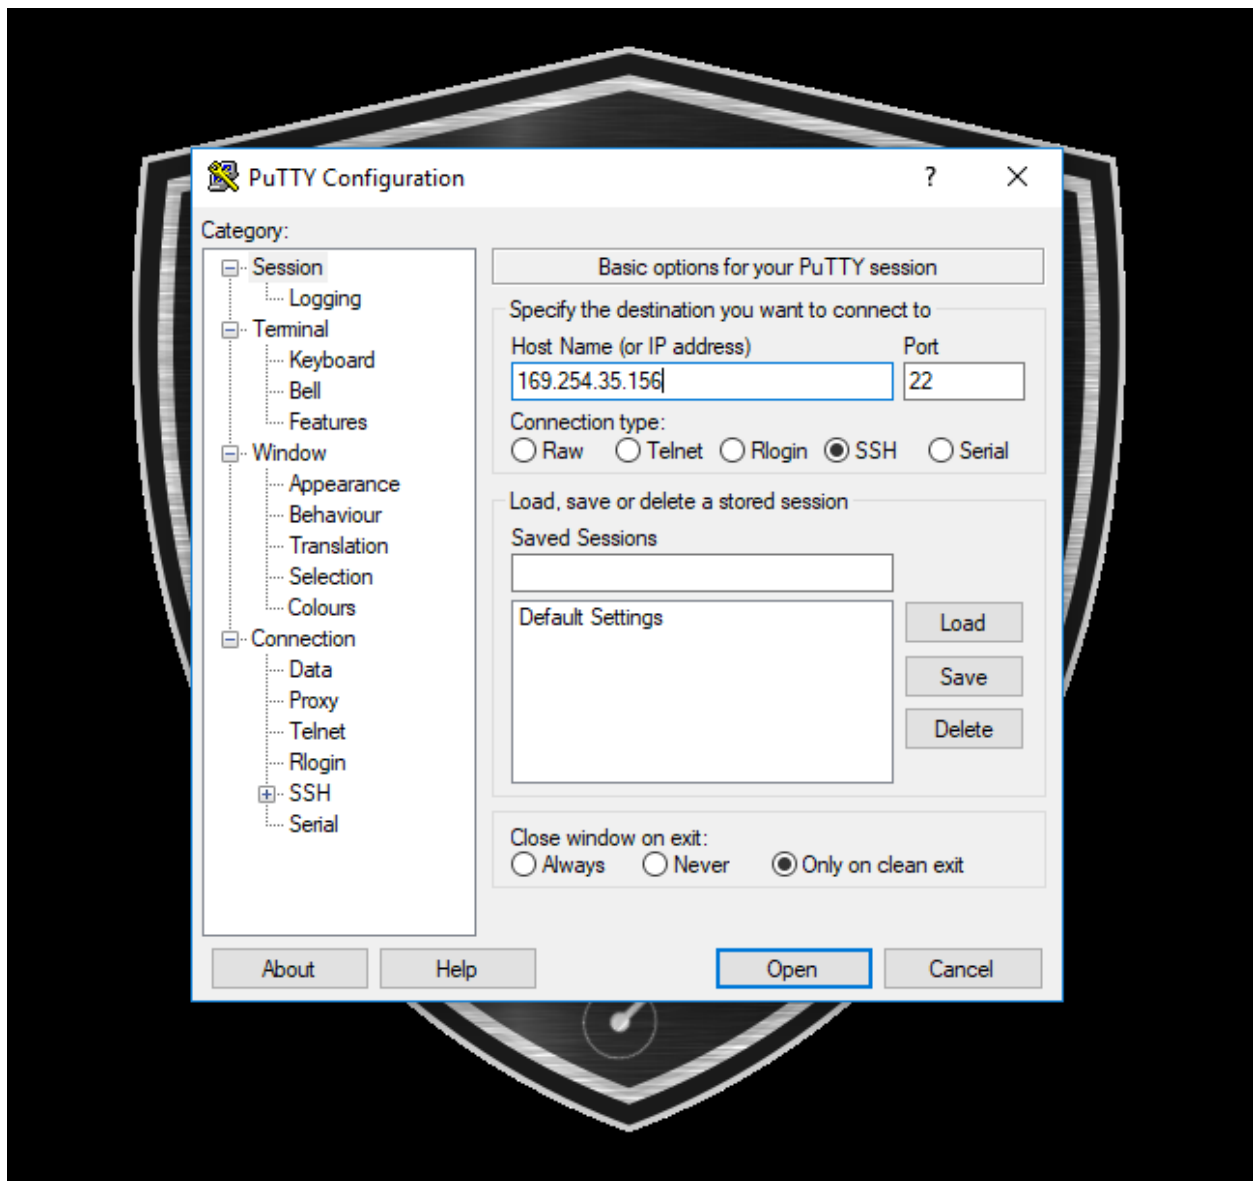 PuTTY Configuration
?
Category:
Session
Logging
Terminal
Keyboard
Bell
Features
Window
Appearance
Behaviour
Translation
Selection
Colours
Connection
Data
Proxy
Telnet
Rlogin
SSH
Serial
Basic options for your PuTTY session
Specify the destination you want to connect to
Host Name (or IP address) Port
169.254.35.156 22
Connection type:
Raw Telnet Rlogin SSH Serial
Load, save or delete a stored session
Saved Sessions
Default Settings
Load
Save
Delete
Close window on exit:
Always Never Only on clean exit
About Help Open Cancel